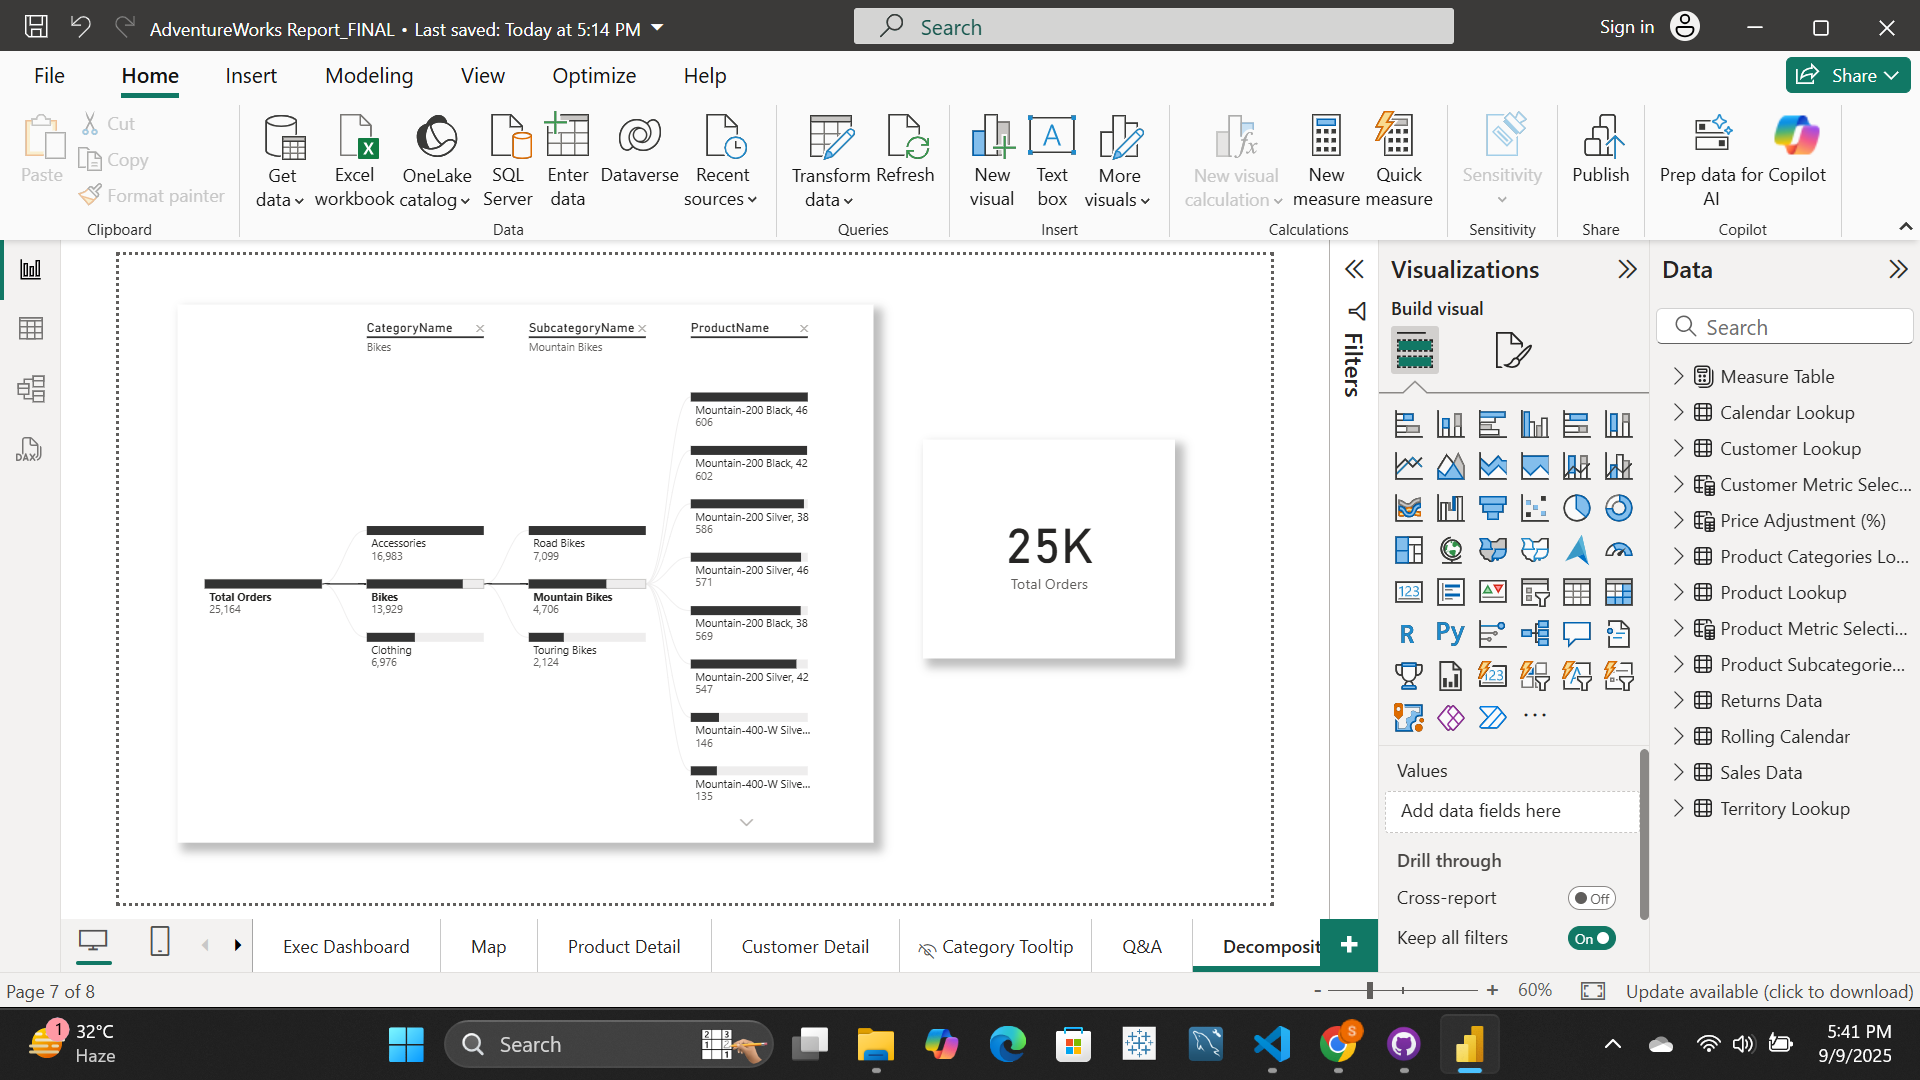 AdventureWorks Report_FINAL • Last saved: Today at 5:14 PM
Search
Sign in
File
Home
Insert
Modeling
View
Optimize
Help
Share
Paste
Cut
Copy
Format painter
Clipboard
Get data
Excel workbook
OneLake catalog
SQL Server
Enter data
Dataverse
Recent sources
Data
Transform data
Refresh
Queries
New visual
A
Text box
More visuals
Insert
New visual calculation
New measure
Quick measure
Calculations
Sensitivity
Sensitivity
Publish
Share
Prep data for AI
Copilot
Copilot
DAX
CategoryName
Bikes
SubcategoryName
Mountain Bikes
ProductName
Total Orders
25,164
Accessories
16,983
Bikes
13,929
Clothing
6,976
Road Bikes
7,099
Mountain Bikes
4,706
Touring Bikes
2,124
Mountain-200 Black, 46
606
Mountain-200 Black, 42
602
Mountain-200 Silver, 38
586
Mountain-200 Silver, 46
571
Mountain-200 Black, 38
569
Mountain-200 Silver, 42
547
Mountain-400-W Silve...
146
Mountain-400-W Silve...
135
25K
Total Orders
Filters
Visualizations
Build visual
123
R
Py
123
...
Values
Add data fields here
Drill through
Cross-report
Off
Keep all filters
On
Data
Search
Measure Table
Calendar Lookup
Customer Lookup
Customer Metric Selec...
Price Adjustment (%)
Product Categories Lo...
Product Lookup
Product Metric Selecti...
Product Subcategorie...
Returns Data
Rolling Calendar
Sales Data
Territory Lookup
Exec Dashboard
Map
Product Detail
Customer Detail
Category Tooltip
Q&A
Decomposit
+
Page 7 of 8
- + 60%
Update available (click to download)
1
32°C
Haze
Search
S
5:41 PM
9/9/2025